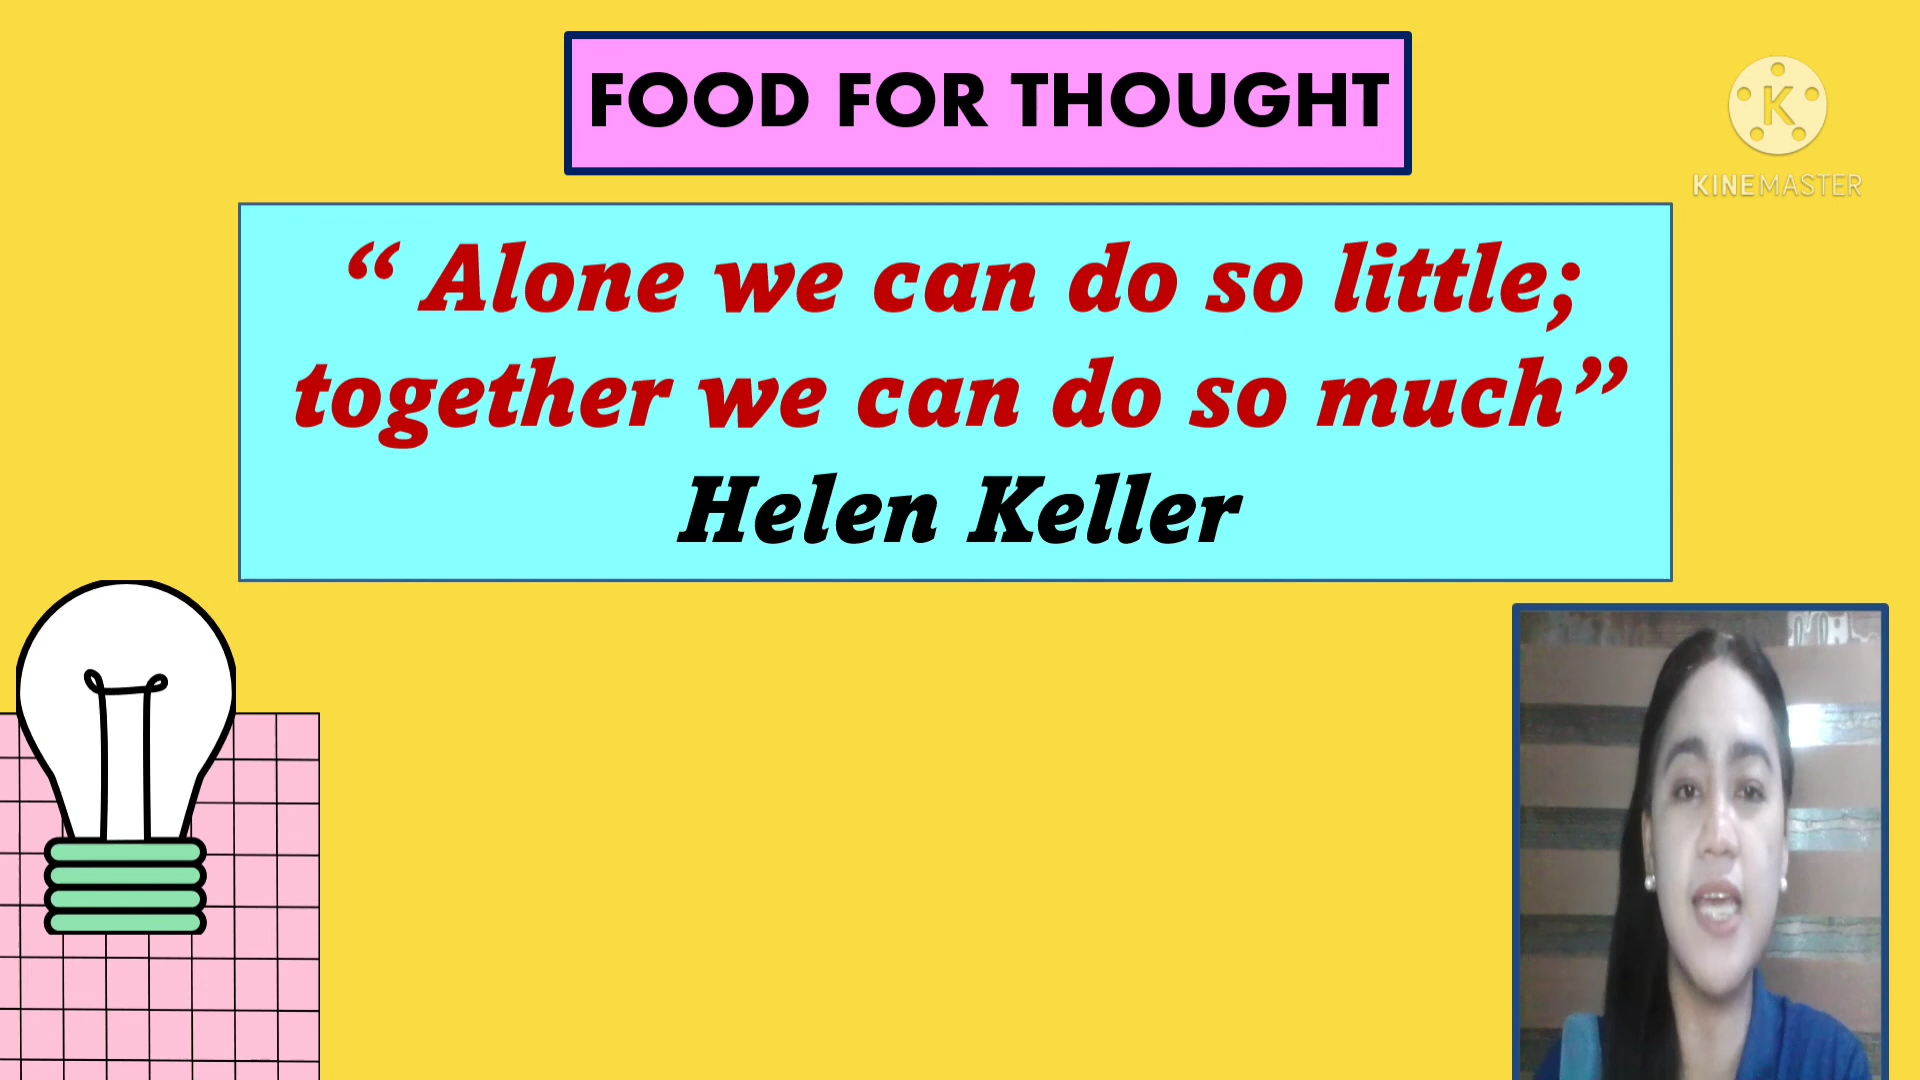 FOOD FOR THOUGHT
K
KINEMASTER
“ Alone we can do so little;
together we can do so much”
Helen Keller